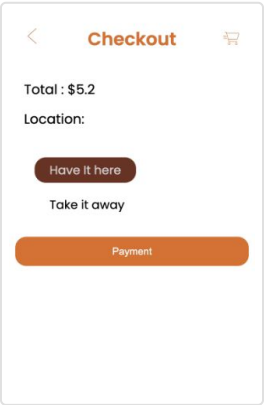 Checkout
Total : $5.2
Location:
Have It here
Take it away
Payment